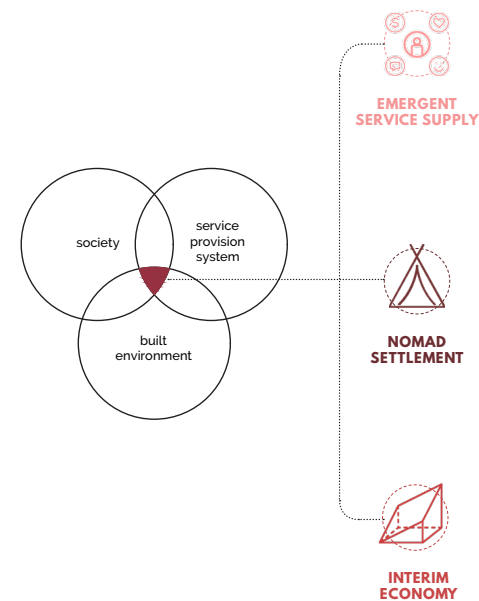 EMERGENT
SERVICE SUPPLY
society
service
provision
system
built
environment
NOMAD
SETTLEMENT
INTERIM
ECONOMY